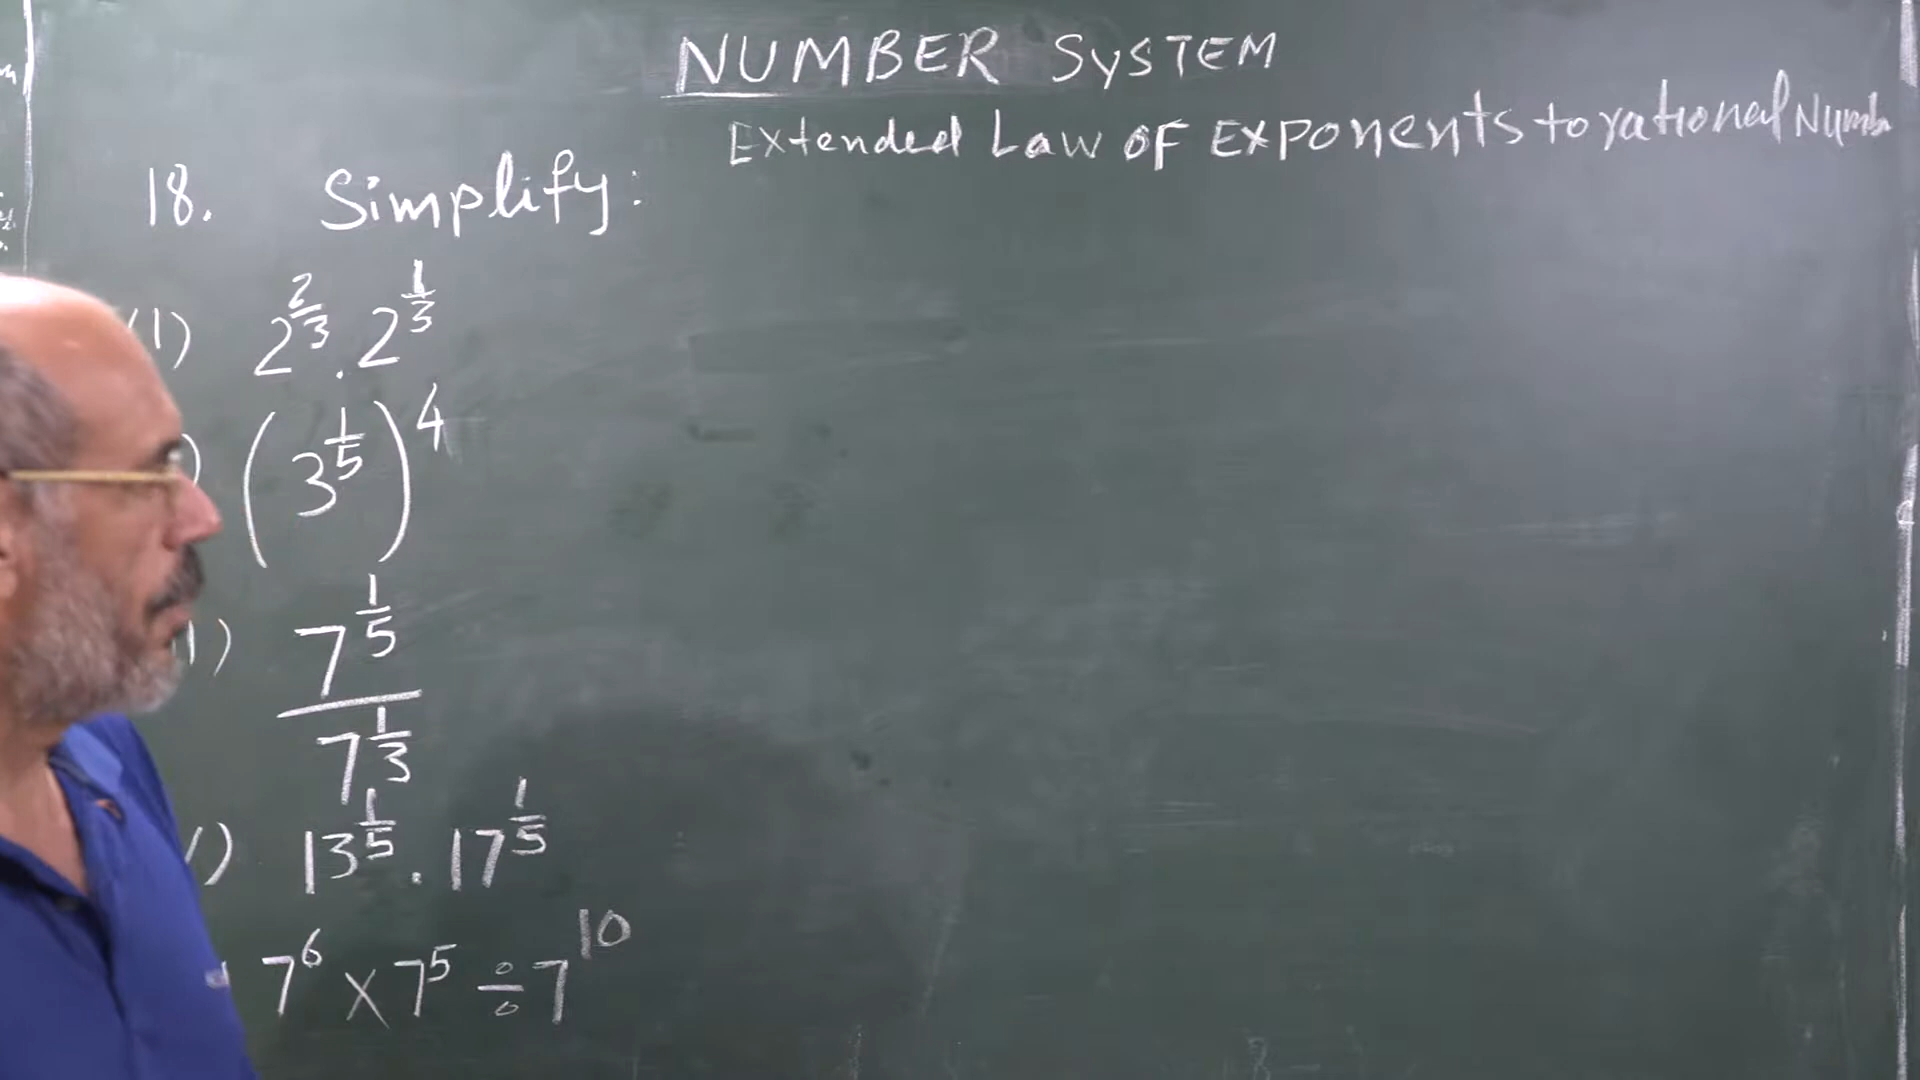 NUMBER SYSTEM
Extended Law OF EXPONENTS to rational Numb
18. Simplify:
1) 2^(2/3) . 2^(1/3)
) (3^(1/5))^4
1) 7^(1/5) / 7^(1/3)
) 13^(1/5) . 17^(1/5)
7^6 × 7^5 ÷ 7^10